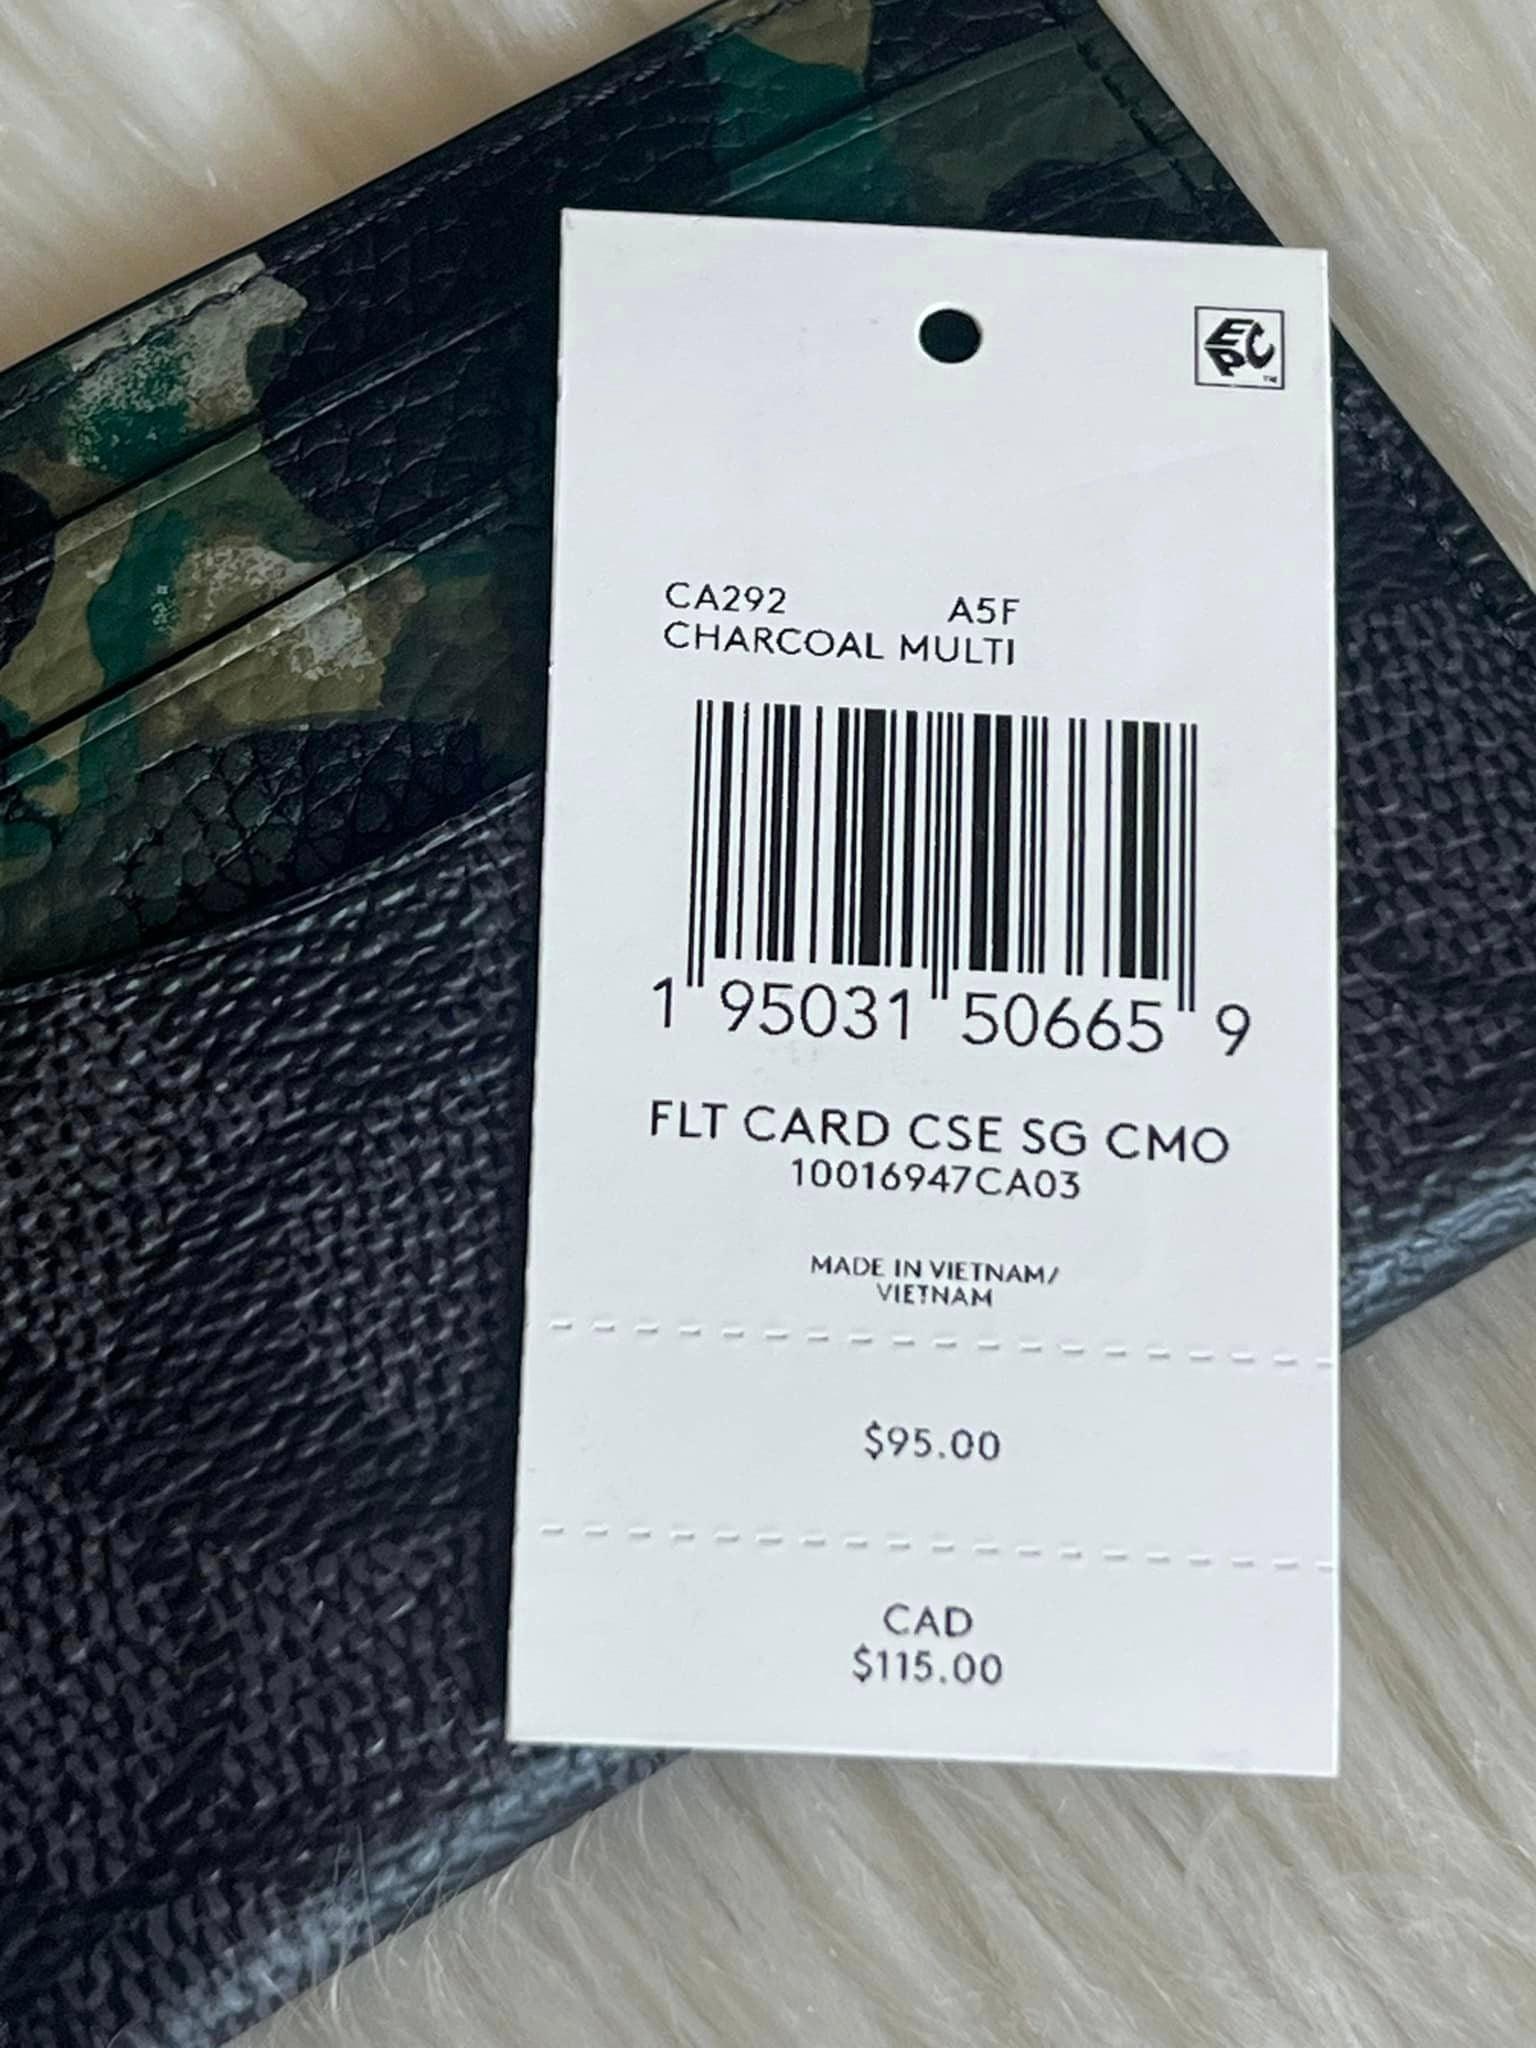 EPC™
CA292 A5F
CHARCOAL MULTI
1 95031 50665 9
FLT CARD CSE SG CMO
10016947CA03
MADE IN VIETNAM/
VIETNAM
$95.00
CAD
$115.00